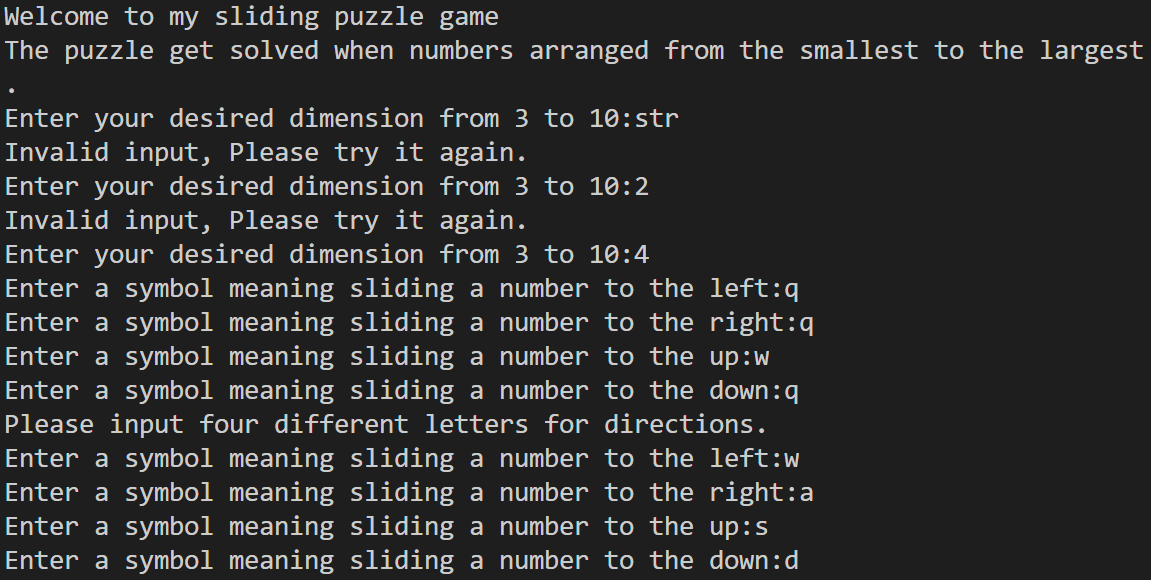 Welcome to my sliding puzzle game
The puzzle get solved when numbers arranged from the smallest to the largest
.
Enter your desired dimension from 3 to 10:str
Invalid input, Please try it again.
Enter your desired dimension from 3 to 10:2
Invalid input, Please try it again.
Enter your desired dimension from 3 to 10:4
Enter a symbol meaning sliding a number to the left:q
Enter a symbol meaning sliding a number to the right:q
Enter a symbol meaning sliding a number to the up:w
Enter a symbol meaning sliding a number to the down:q
Please input four different letters for directions.
Enter a symbol meaning sliding a number to the left:w
Enter a symbol meaning sliding a number to the right:a
Enter a symbol meaning sliding a number to the up:s
Enter a symbol meaning sliding a number to the down:d